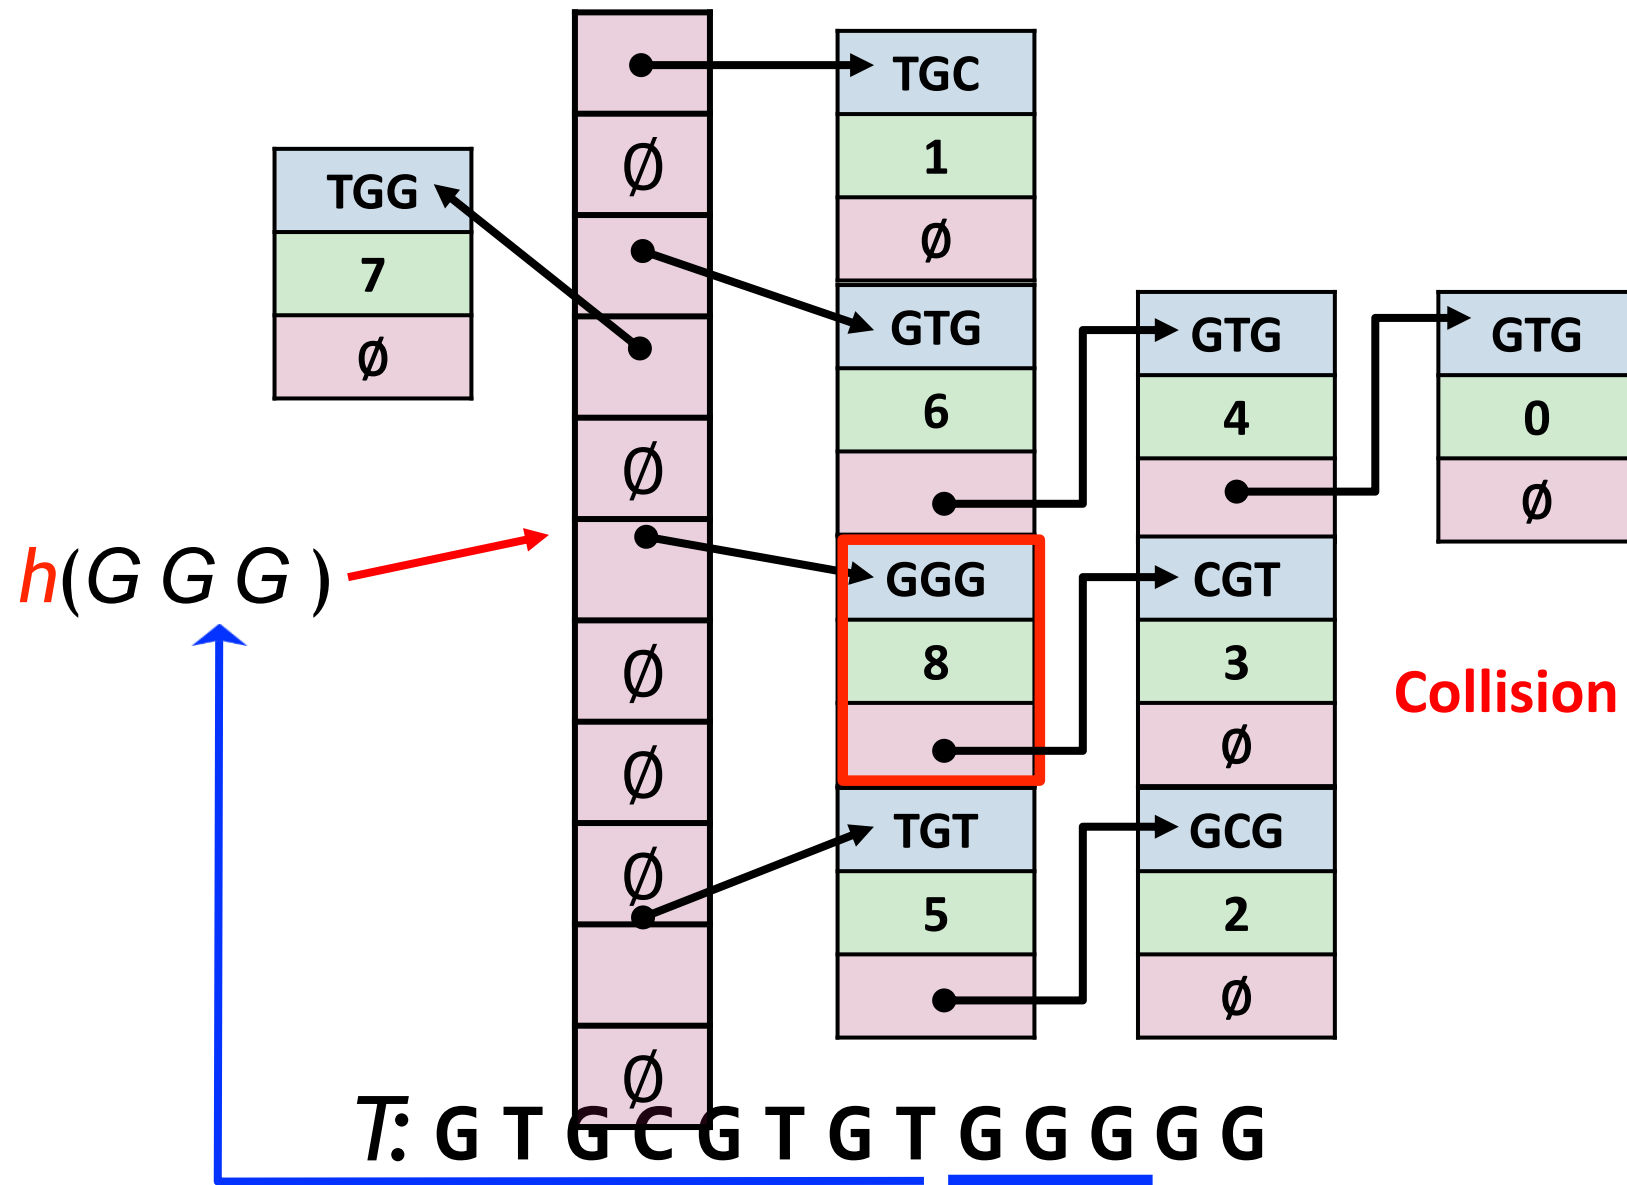 TGC
1
Ø
TGG
7
Ø
Ø
GTG
6
GTG
4
GTG
0
Ø
Ø
h(G G G)
GGG
8
CGT
3
Ø
Collision
Ø
Ø
Ø
TGT
5
GCG
2
Ø
Ø
T: G T G C G T G T G G G G G